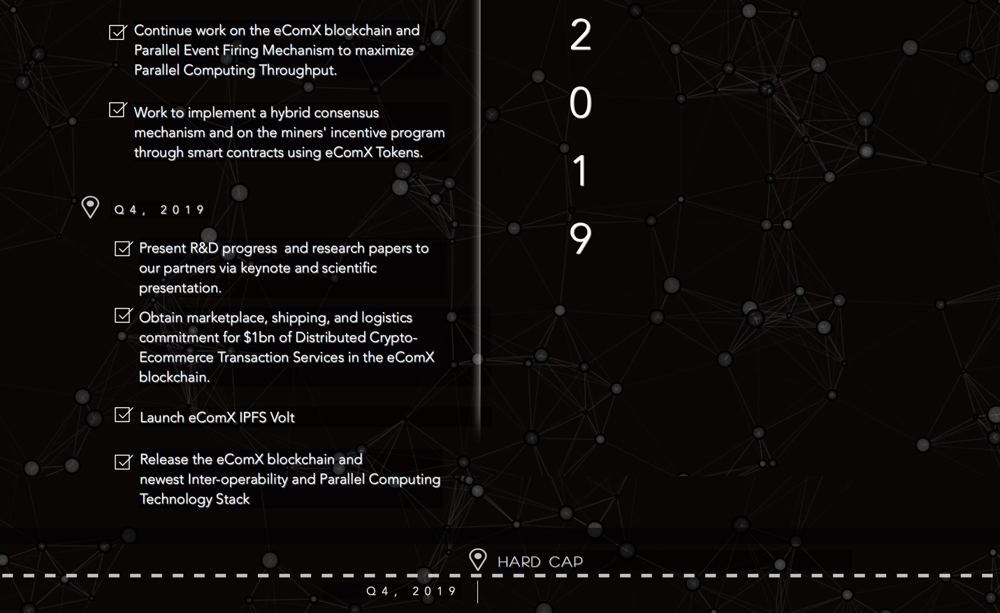 Continue work on the eComX blockchain and
Parallel Event Firing Mechanism to maximize
Parallel Computing Throughput.
Work to implement a hybrid consensus
mechanism and on the miners' incentive program
through smart contracts using eComX Tokens.
2
0
1
9
Q4, 2019
Present R&D progress  and research papers to
our partners via keynote and scientific
presentation.
Obtain marketplace, shipping, and logistics
commitment for $1bn of Distributed Crypto-
Ecommerce Transaction Services in the eComX
blockchain.
Launch eComX IPFS Volt
Release the eComX blockchain and
newest Inter-operability and Parallel Computing
Technology Stack
HARD CAP
Q4, 2019